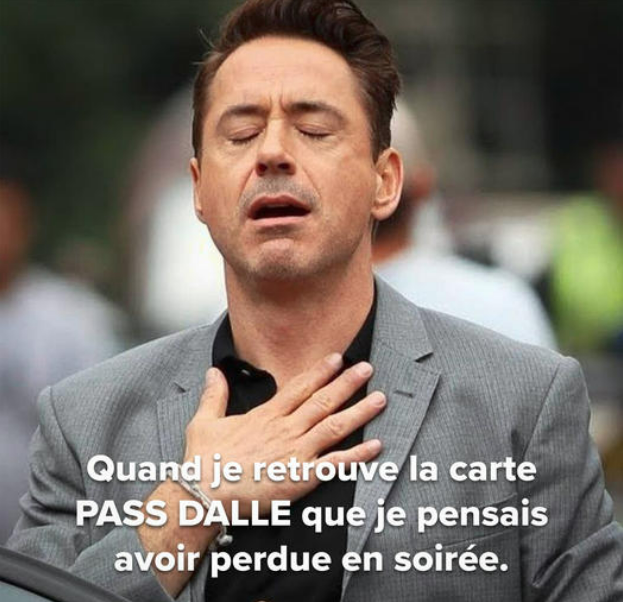 Quand je retrouve la carte
PASS DALLE que je pensais
avoir perdue en soirée.